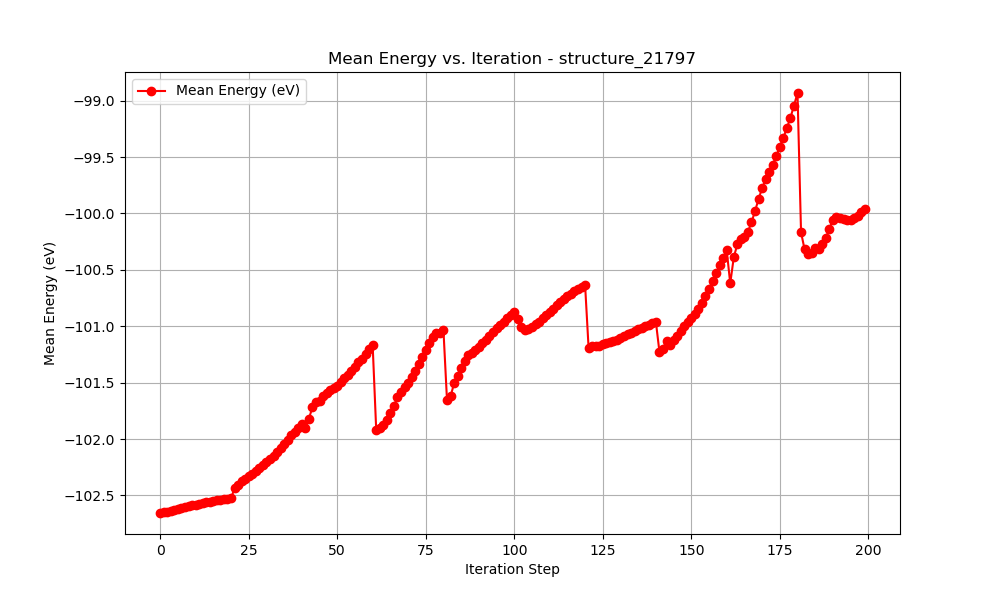 Mean Energy vs. Iteration - structure_21797
Mean Energy (eV)
Mean Energy (eV)
−99.0
−99.5
−100.0
−100.5
−101.0
−101.5
−102.0
−102.5
0 25 50 75 100 125 150 175 200
Iteration Step